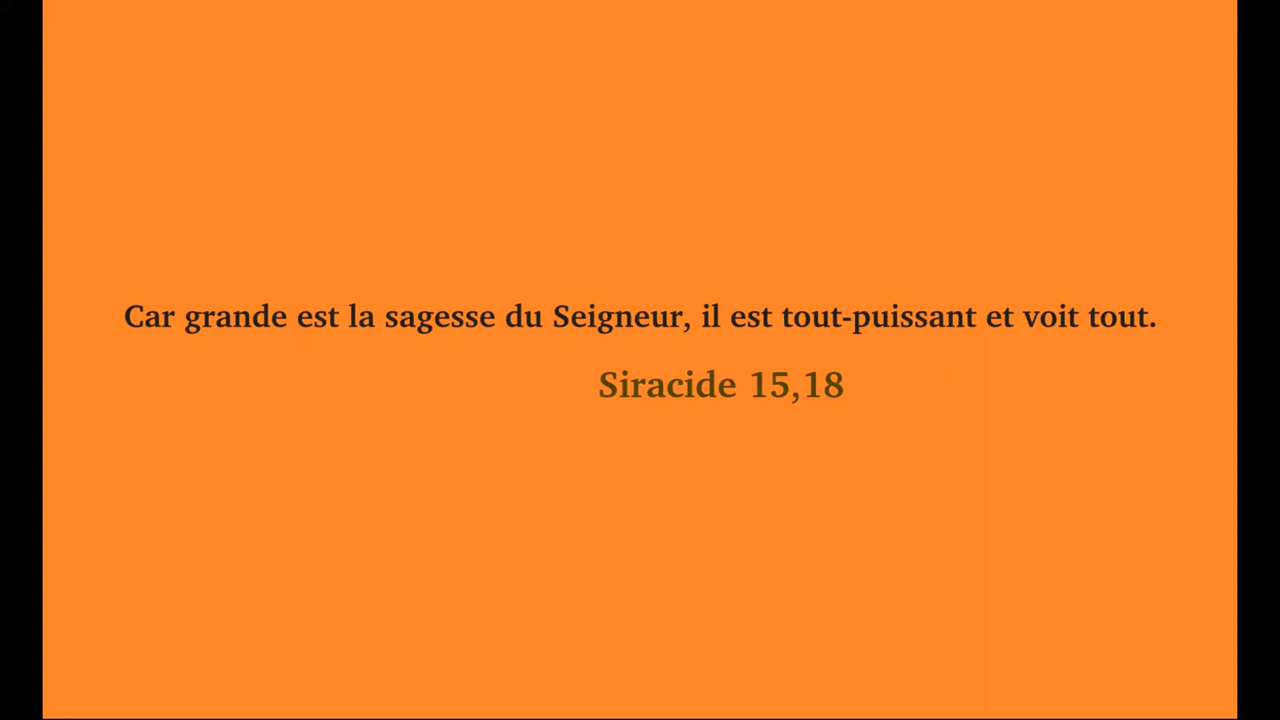 Car grande est la sagesse du Seigneur, il est tout-puissant et voit tout.
Siracide 15,18